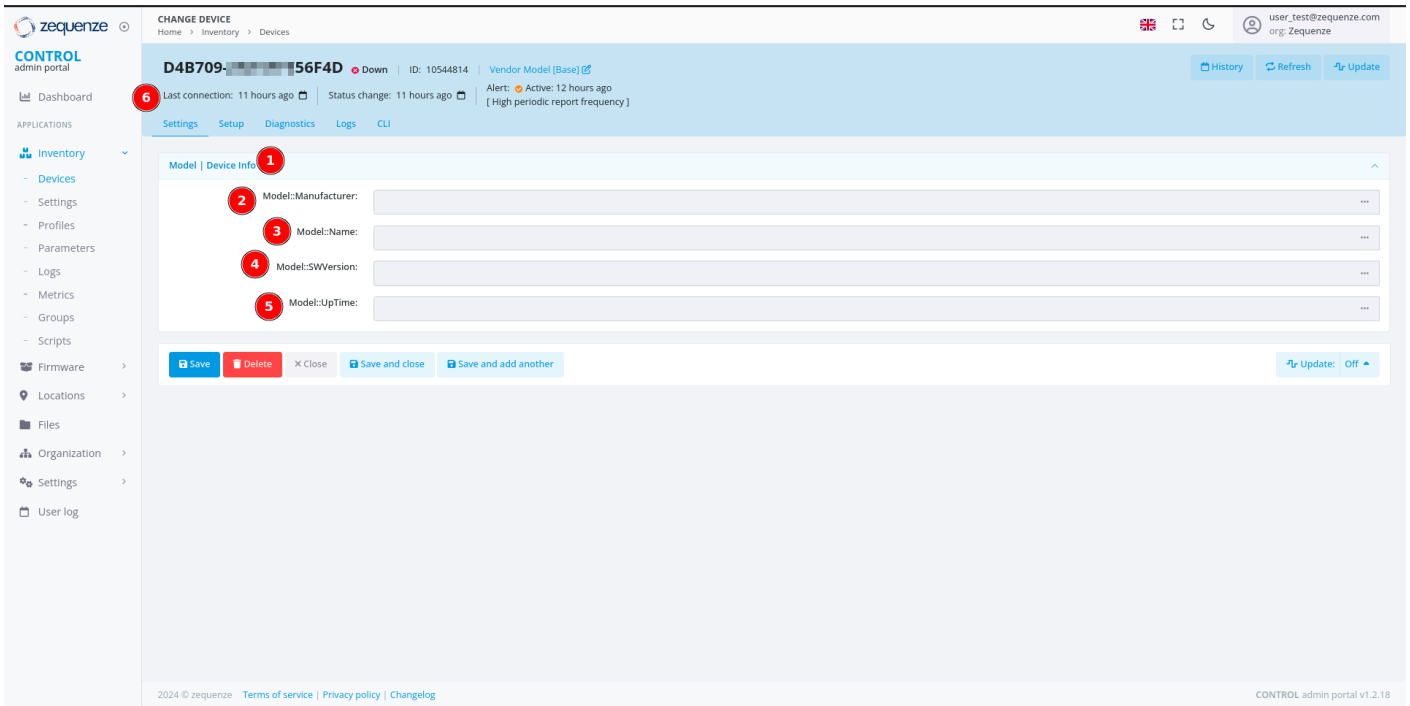 zequenze
CONTROL
admin portal
Dashboard
APPLICATIONS
Inventory
- Devices
- Settings
- Profiles
- Parameters
- Logs
- Metrics
- Groups
- Scripts
Firmware
Locations
Files
Organization
Settings
User log
CHANGE DEVICE
Home > Inventory > Devices
user_test@zequenze.com
org: Zequenze
D4B709- 56F4D Down | ID: 10544814 | Vendor Model [Base]
History Refresh Update
6 Last connection: 11 hours ago Status change: 11 hours ago Alert: Active: 12 hours ago
[ High periodic report frequency ]
Settings Setup Diagnostics Logs CLI
Model | Device Info 1
2 Model::Manufacturer: ...
3 Model::Name: ...
4 Model::SWVersion: ...
5 Model::UpTime: ...
Save Delete × Close Save and close Save and add another Update: Off
2024 © zequenze Terms of service | Privacy policy | Changelog
CONTROL admin portal v1.2.18